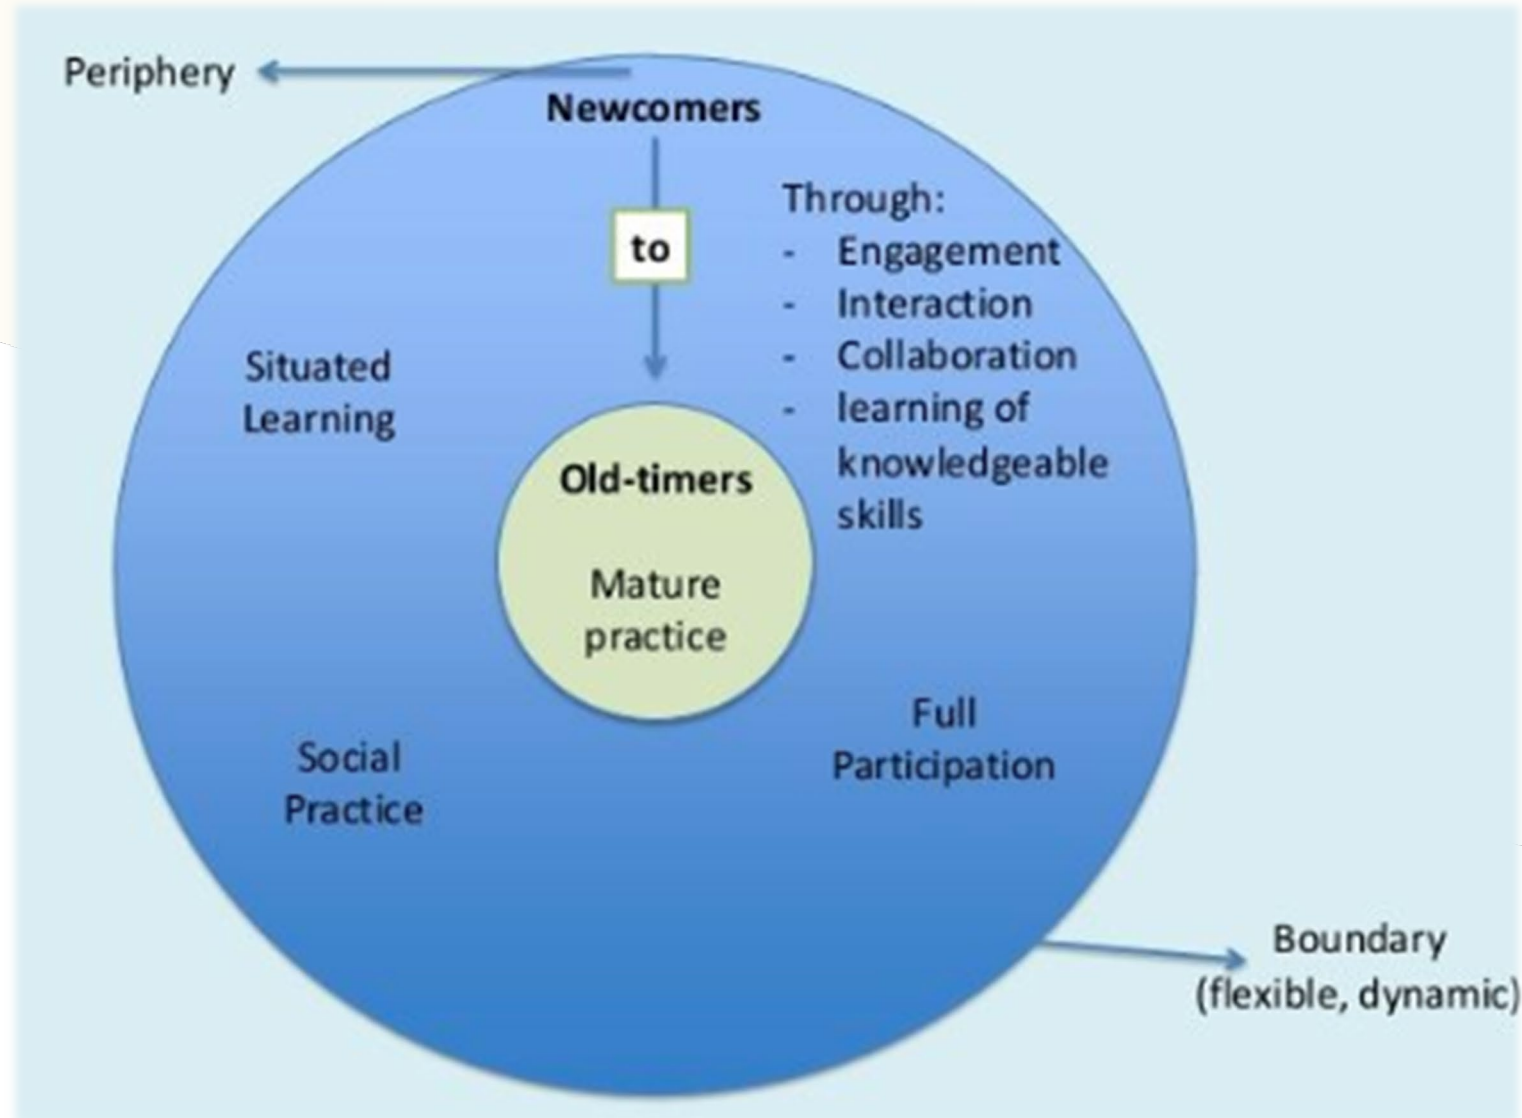 Periphery
Newcomers
to
Through:
- Engagement
- Interaction
- Collaboration
- learning of
knowledgeable
skills
Situated
Learning
Old-timers
Mature
practice
Full
Participation
Social
Practice
Boundary
(flexible, dynamic)